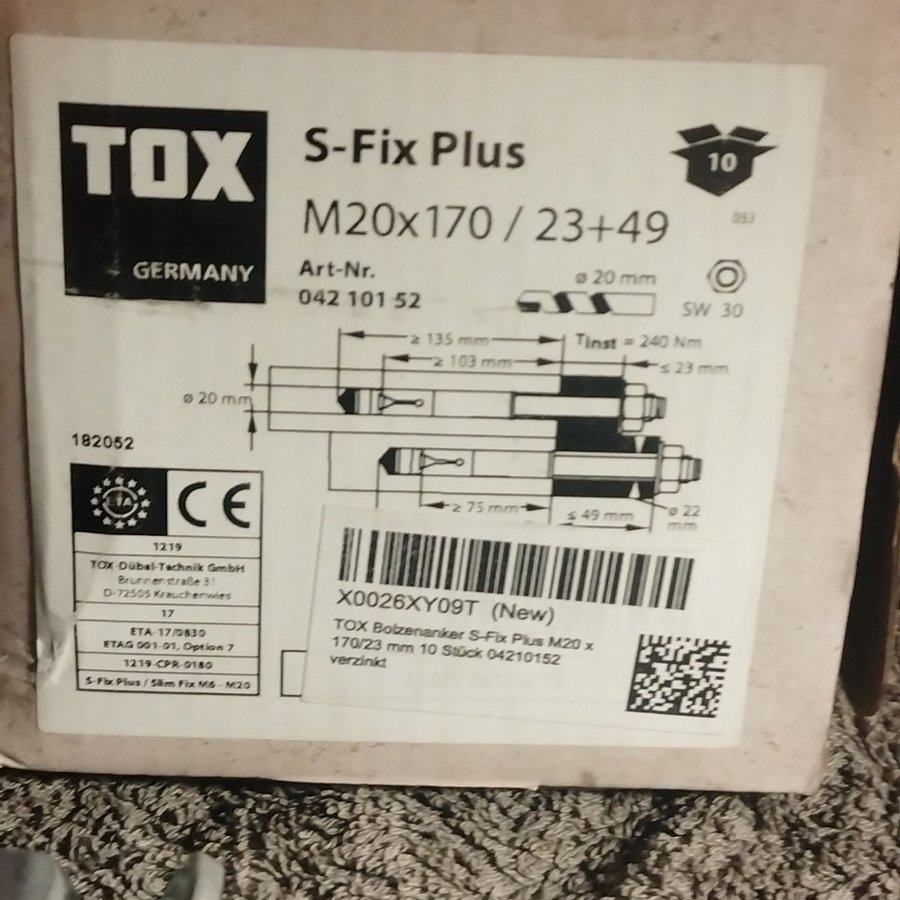 TOX
GERMANY
S-Fix Plus
10
M20x170 / 23+49
05J
Art-Nr.
042 101 52
ø 20 mm
SW 30
≥ 135 mm
Tinst = 240 Nm
≥ 103 mm
≤ 23 mm
ø 20 mm
182052
≥ 75 mm
≤ 49 mm
ø 22
mm
ETA
CE
1219
TOX-Dübel-Technik GmbH
Brunnenstraße 31
D-72505 Krauchenwies
17
ETA-17/0830
ETAG 001-01, Option 7
1219-CPR-0180
S-Fix Plus / Slim Fix M6 - M20
X0026XY09T (New)
TOX Bolzenanker S-Fix Plus M20 x
170/23 mm 10 Stück 04210152
verzinkt